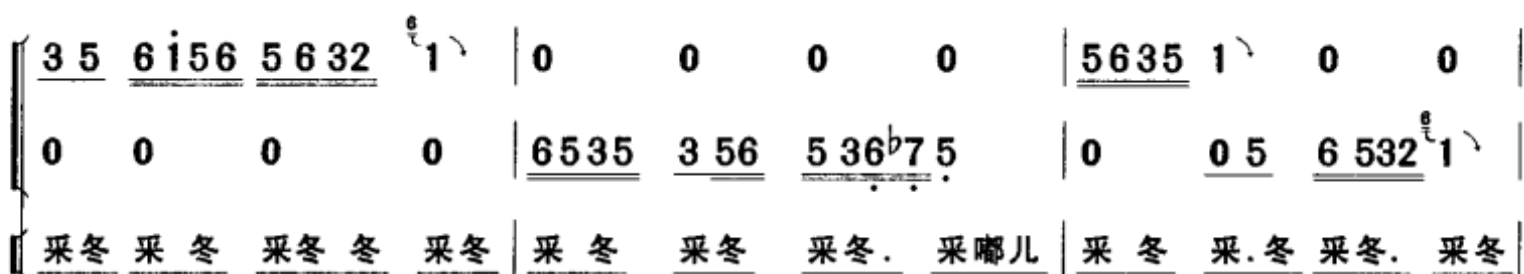 3 5 6 i̇ 5 6 5 6 3 2 6 1 | 0 0 0 0 | 5 6 3 5 1 0 0 |
0 0 0 0 | 6 5 3 5 3 5 6 5 3 6̣ ♭7̣ 5̣ | 0 0 5 6 5 3 2 6 1 |
采冬 采 冬 采冬 冬 采冬 | 采 冬 采冬 采冬. 采嘟儿 | 采 冬 采.冬 采冬. 采冬